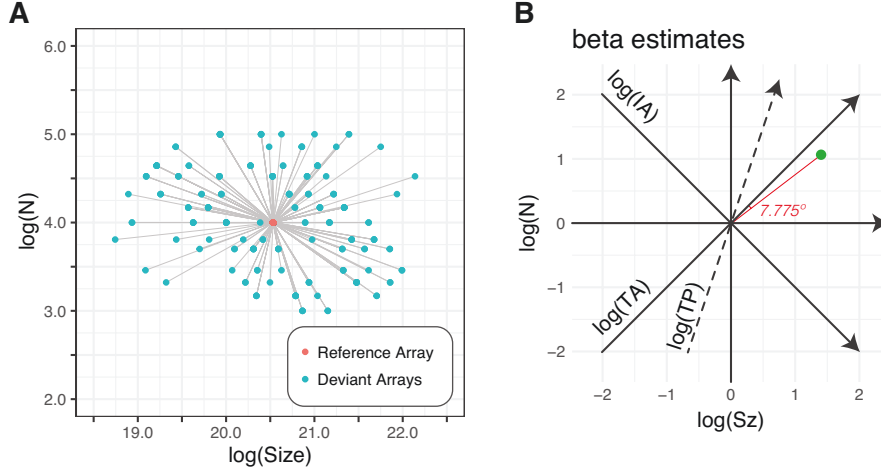 A
6.0
5.0
4.0
3.0
2.0
log(N)
19.0 20.0 21.0 22.0
log(Size)
Reference Array
Deviant Arrays
B
beta estimates
2
1
0
−1
−2
log(N)
log(IA)
7.775°
log(TA)
log(TP)
−2 −1 0 1 2
log(Sz)